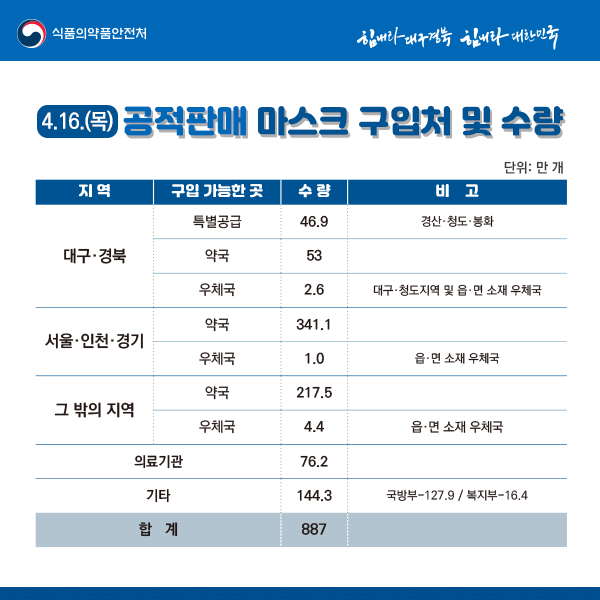 식품의약품안전처
힘내라 대구경북 힘내라 대한민국
4.16.(목) 공적판매 마스크 구입처 및 수량
단위: 만 개
지 역 구입 가능한 곳 수 량 비 고
대구·경북 특별공급 46.9 경산·청도·봉화
약국 53
우체국 2.6 대구·청도지역 및 읍·면 소재 우체국
서울·인천·경기 약국 341.1
우체국 1.0 읍·면 소재 우체국
그 밖의 지역 약국 217.5
우체국 4.4 읍·면 소재 우체국
의료기관 76.2
기타 144.3 국방부-127.9 / 복지부-16.4
합 계 887